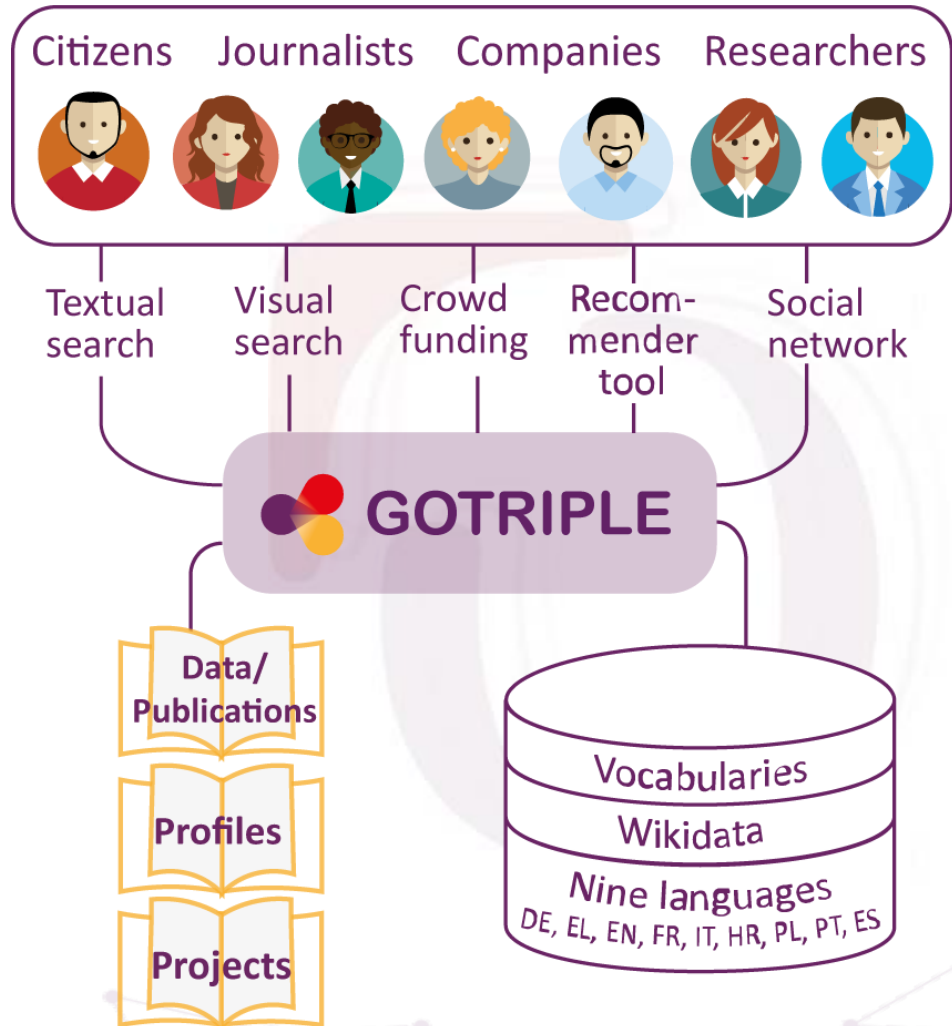 Citizens Journalists Companies Researchers
Textual
search
Visual
search
Crowd
funding
Recom-
mender
tool
Social
network
GOTRIPLE
Data/
Publications
Profiles
Projects
Vocabularies
Wikidata
Nine languages
DE, EL, EN, FR, IT, HR, PL, PT, ES